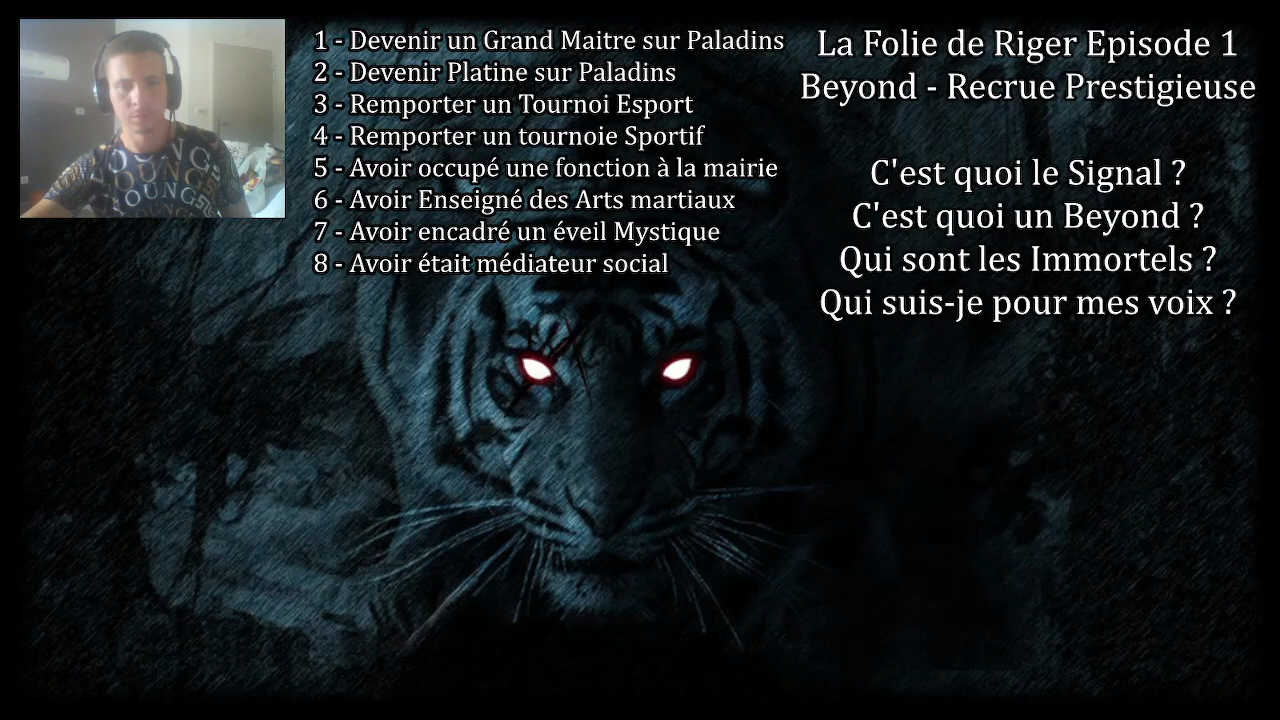 1 - Devenir un Grand Maitre sur Paladins
2 - Devenir Platine sur Paladins
3 - Remporter un Tournoi Esport
4 - Remporter un tournoie Sportif
5 - Avoir occupé une fonction à la mairie
6 - Avoir Enseigné des Arts martiaux
7 - Avoir encadré un éveil Mystique
8 - Avoir était médiateur social
La Folie de Riger Episode 1
Beyond - Recrue Prestigieuse
C'est quoi le Signal ?
C'est quoi un Beyond ?
Qui sont les Immortels ?
Qui suis-je pour mes voix ?
YOUNG
YOUNG
YOUNG